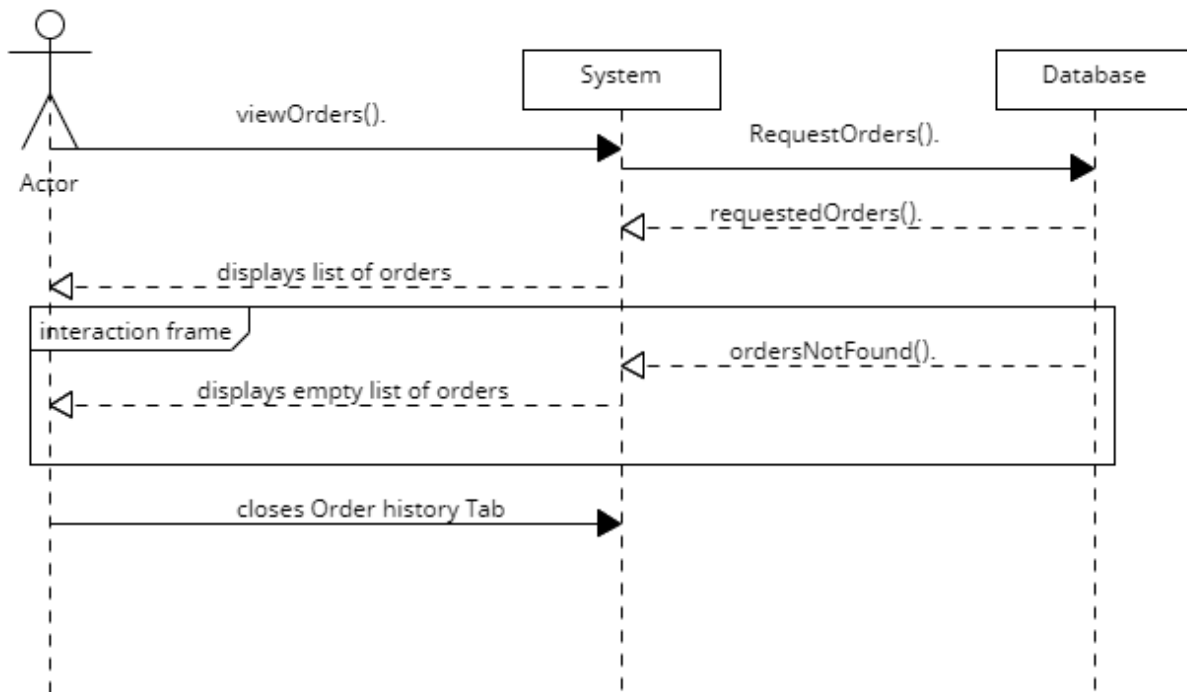 System
Database
viewOrders().
RequestOrders().
Actor
requestedOrders().
displays list of orders
interaction frame
ordersNotFound().
displays empty list of orders
closes Order history Tab